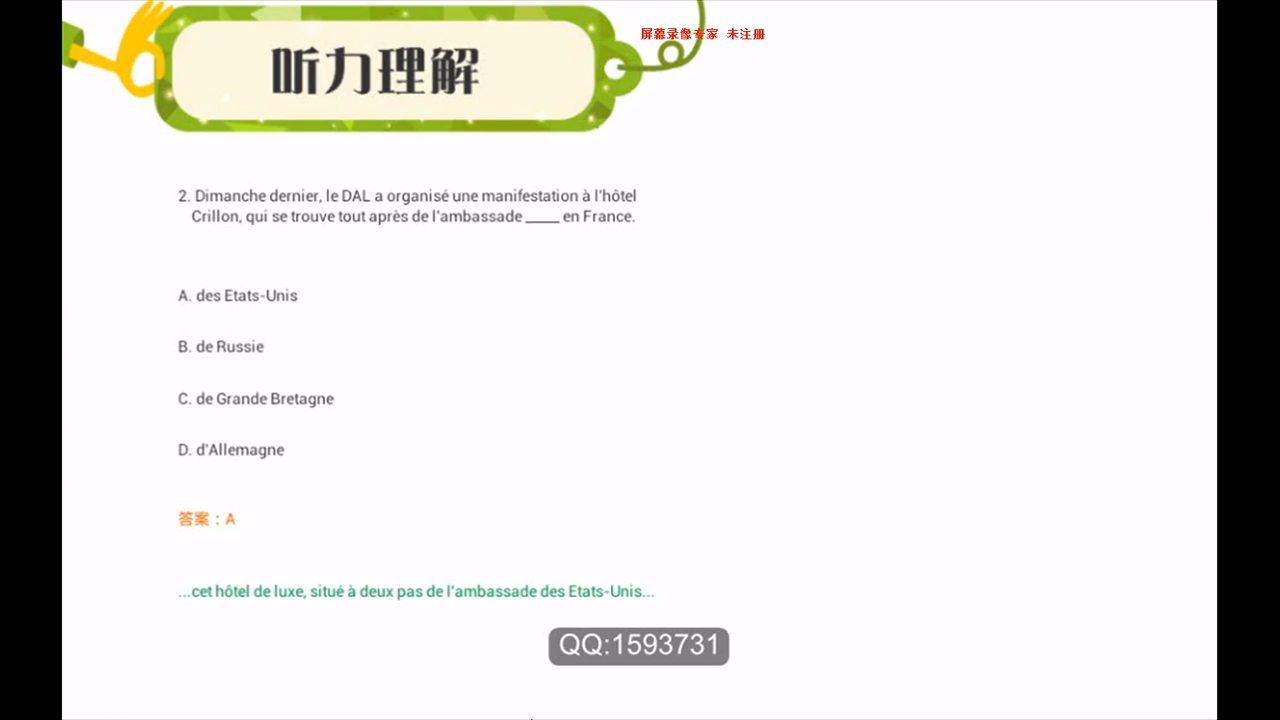 屏幕录像专家 未注册
听力理解
2. Dimanche dernier, le DAL a organisé une manifestation à l'hôtel
Crillon, qui se trouve tout après de l'ambassade _____ en France.
A. des Etats-Unis
B. de Russie
C. de Grande Bretagne
D. d'Allemagne
答案：A
...cet hôtel de luxe, situé à deux pas de l'ambassade des Etats-Unis...
QQ:1593731